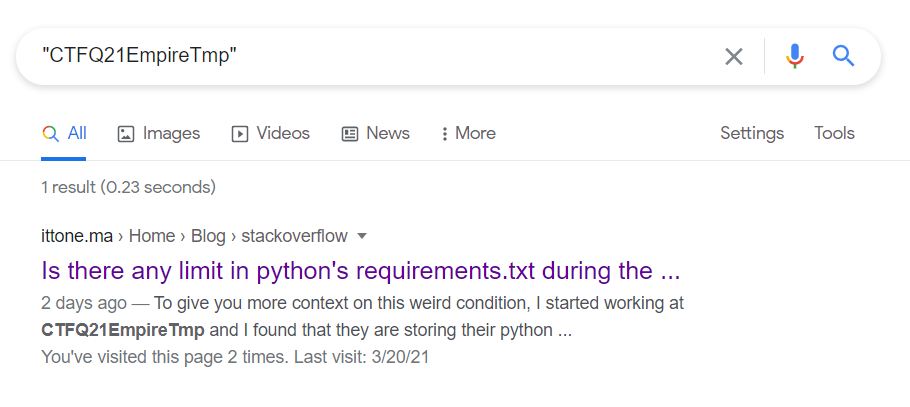 "CTFQ21EmpireTmp"
All Images Videos News More Settings Tools
1 result (0.23 seconds)
ittone.ma › Home › Blog › stackoverflow
Is there any limit in python's requirements.txt during the ...
2 days ago — To give you more context on this weird condition, I started working at
CTFQ21EmpireTmp and I found that they are storing their python ...
You've visited this page 2 times. Last visit: 3/20/21